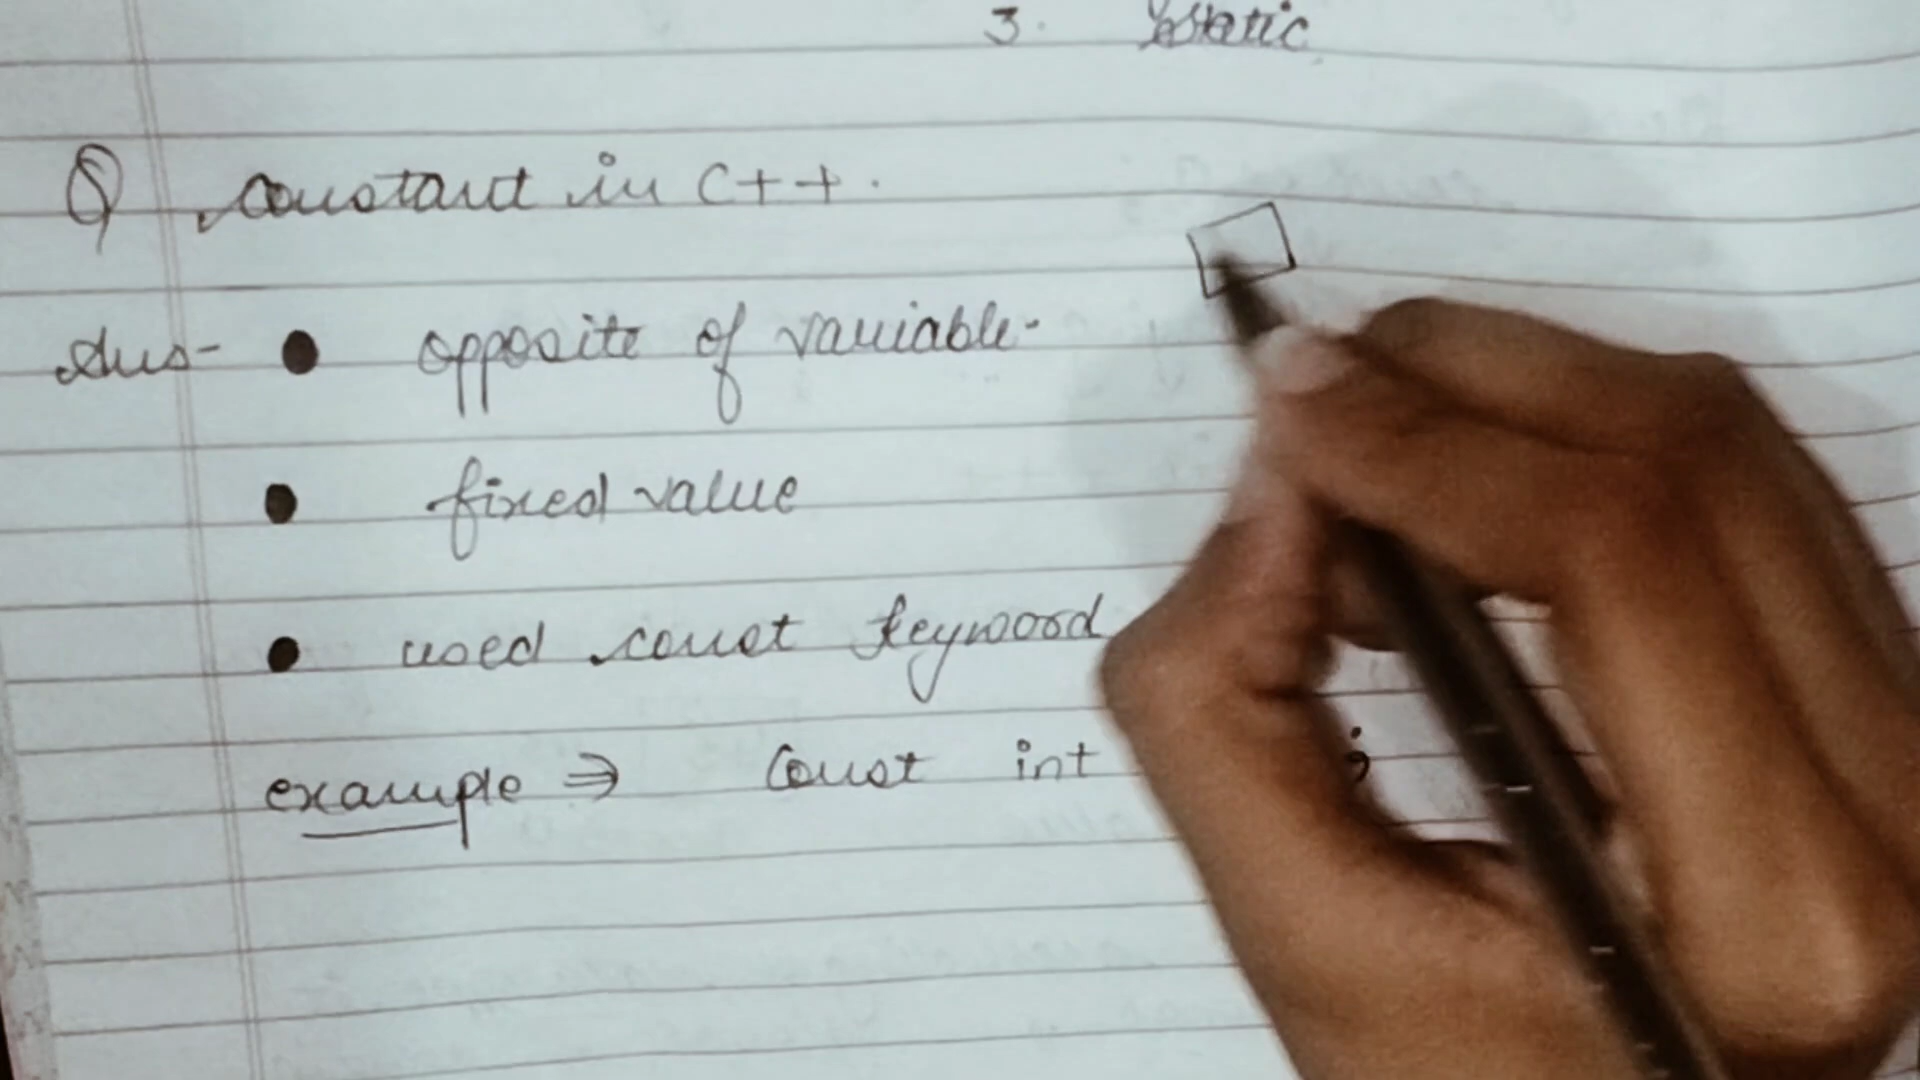 3. Static
Q constant in C++.
Ans- • opposite of variable-
• fixed value
• used const keyword
example ⇒ Const int ;